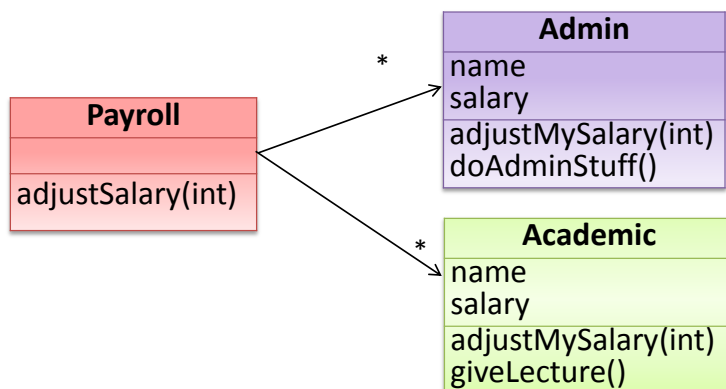 Payroll
adjustSalary(int)
*
Admin
name
salary
adjustMySalary(int)
doAdminStuff()
*
Academic
name
salary
adjustMySalary(int)
giveLecture()